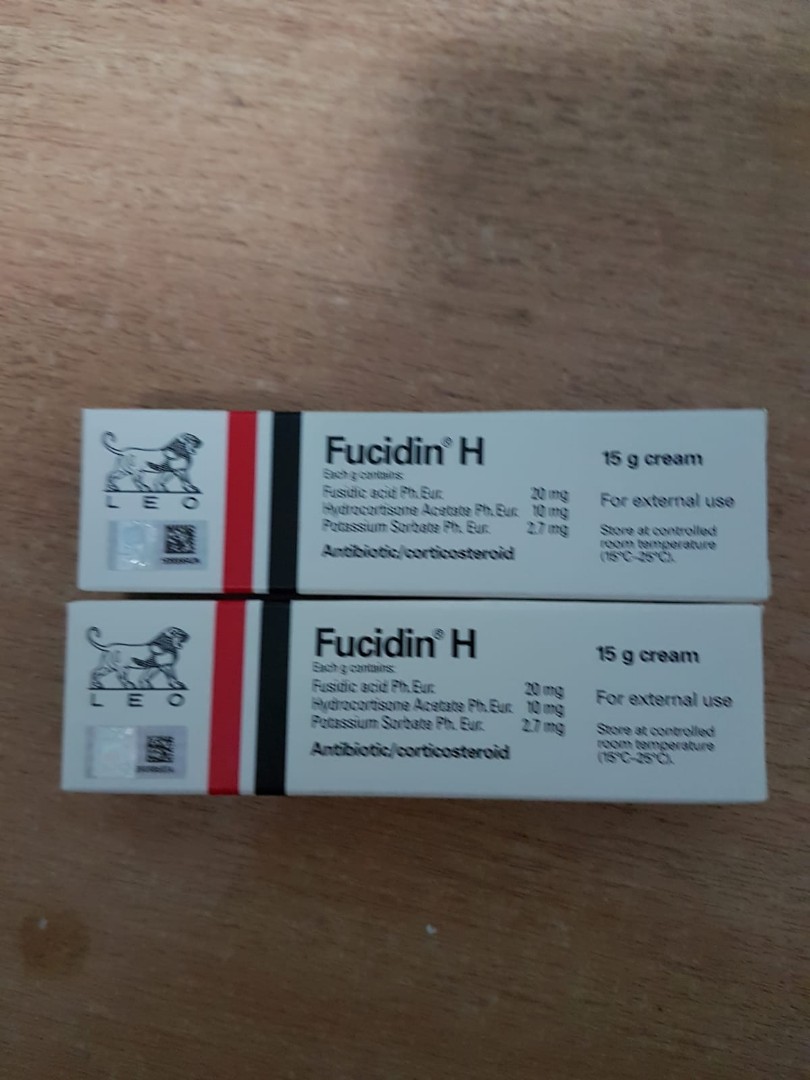 LEO
Fucidin® H
Each g contains:
Fusidic acid Ph.Eur. 20 mg
Hydrocortisone Acetate Ph.Eur. 10 mg
Potassium Sorbate Ph. Eur. 2.7 mg
Antibiotic/corticosteroid
15 g cream
For external use
Store at controlled
room temperature
(15°C-25°C).
LEO
Fucidin® H
Each g contains:
Fusidic acid Ph.Eur. 20 mg
Hydrocortisone Acetate Ph.Eur. 10 mg
Potassium Sorbate Ph. Eur. 2.7 mg
Antibiotic/corticosteroid
15 g cream
For external use
Store at controlled
room temperature
(15°C-25°C).